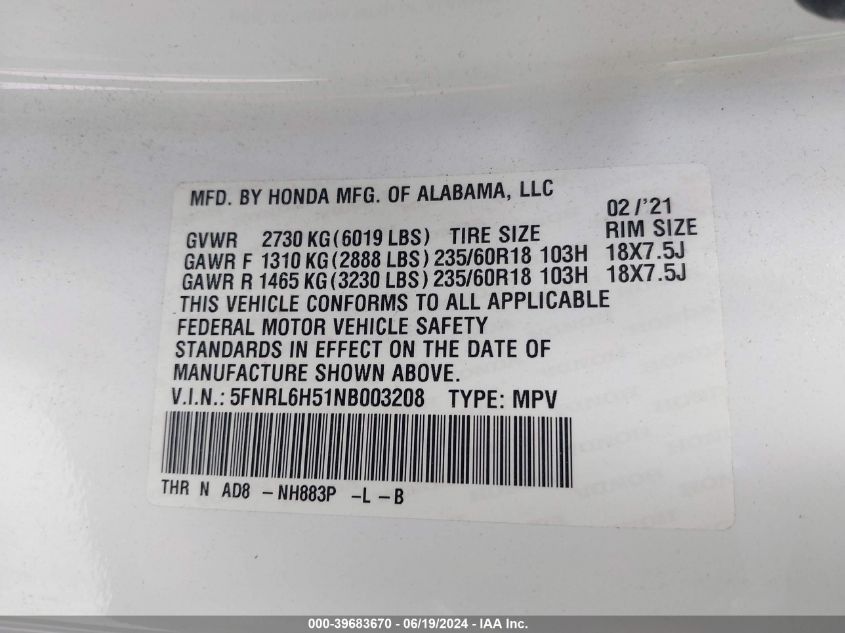 MFD. BY HONDA MFG. OF ALABAMA, LLC
02/'21
GVWR 2730 KG(6019 LBS) TIRE SIZE RIM SIZE
GAWR F 1310 KG(2888 LBS) 235/60R18 103H 18X7.5J
GAWR R 1465 KG(3230 LBS) 235/60R18 103H 18X7.5J
THIS VEHICLE CONFORMS TO ALL APPLICABLE
FEDERAL MOTOR VEHICLE SAFETY
STANDARDS IN EFFECT ON THE DATE OF
MANUFACTURE SHOWN ABOVE.
V.I.N.: 5FNRL6H51NB003208 TYPE: MPV
THR N AD8 -NH883P -L -B
000-39683670 - 06/19/2024 - IAA Inc.